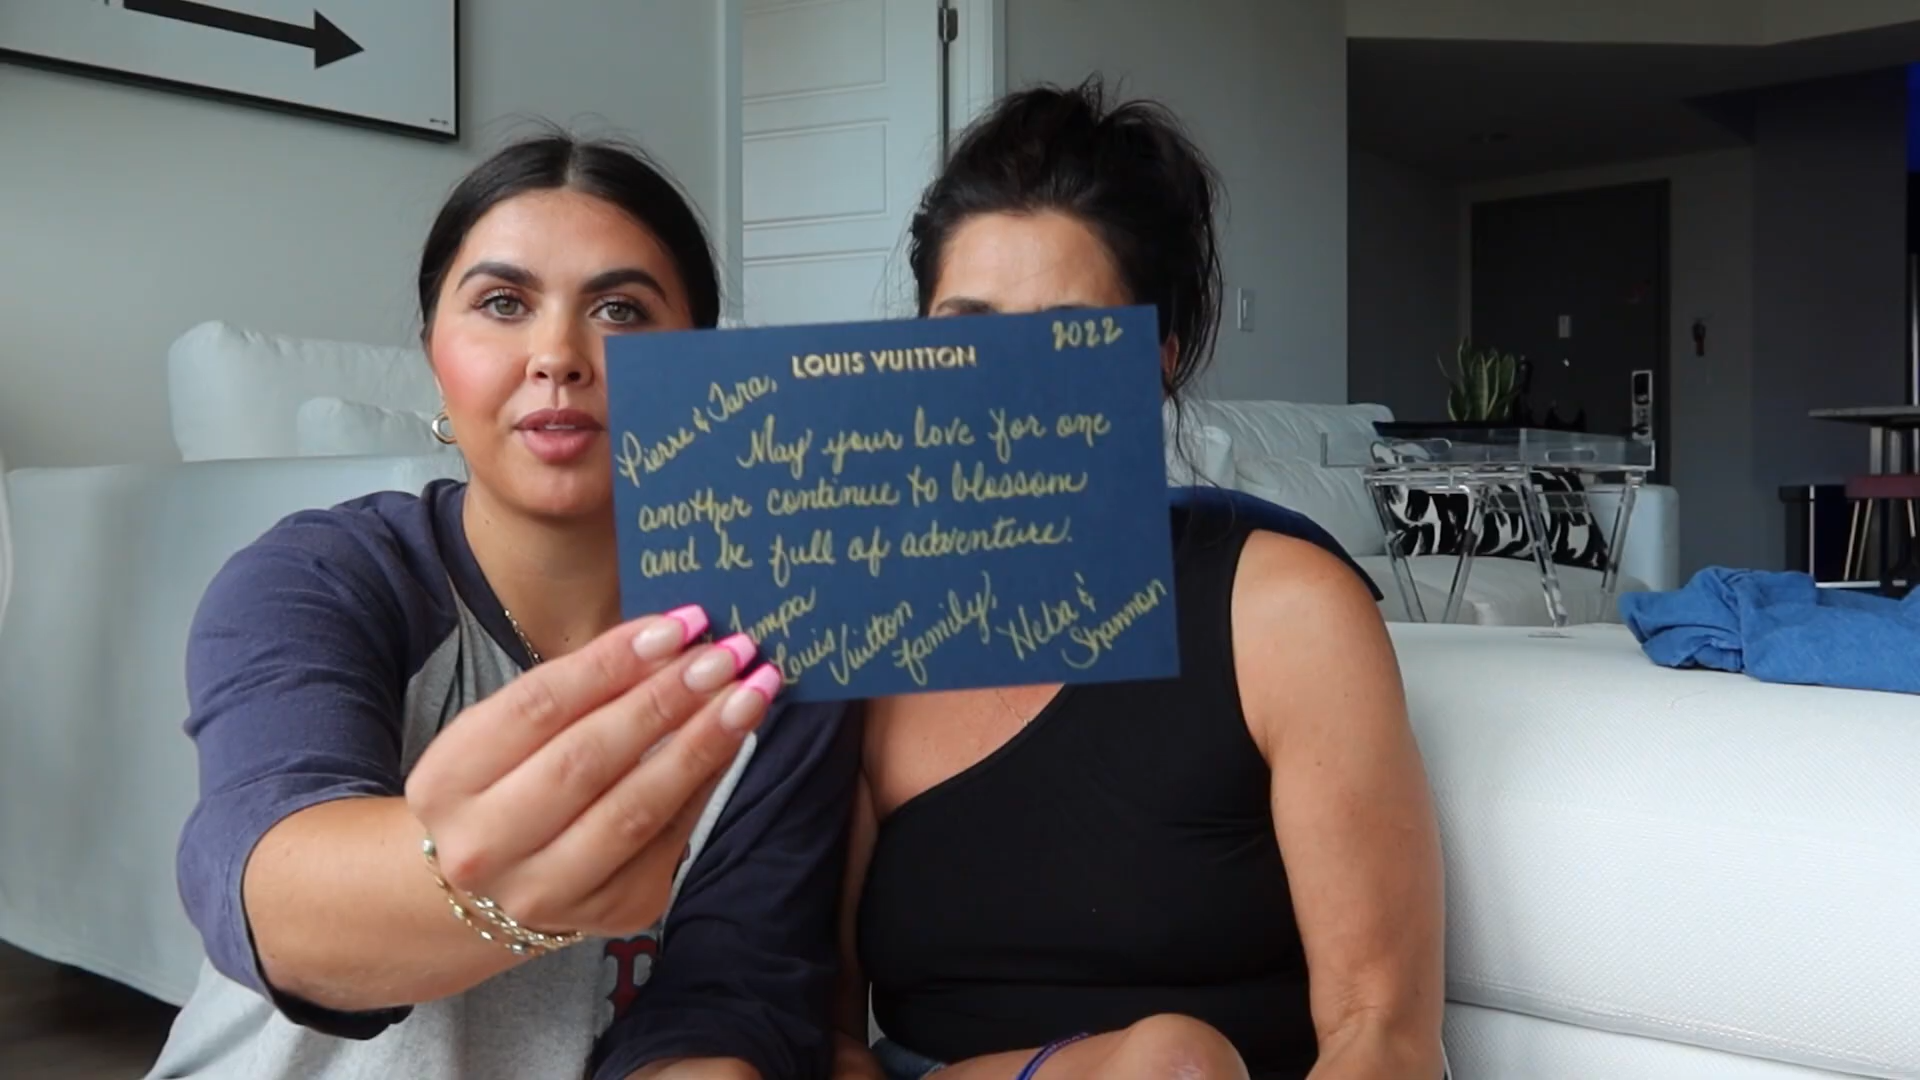 2022
LOUIS VUITTON
Pierre & Tara,
May your love for one
another continue to blossom
and be full of adventure.
Tampa
Louis
Vuitton
family,
Heba &
Shannon